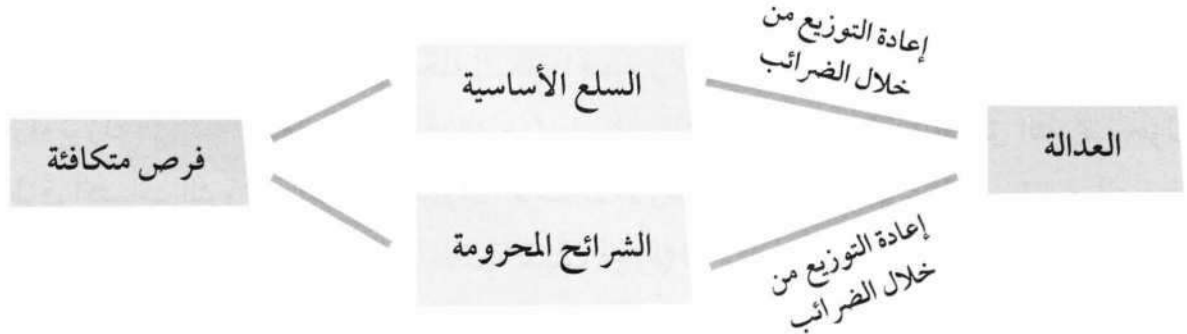 إعادة التوزيع من
خلال الضرائب
السلع الأساسية
العدالة
فرص متكافئة
الشرائح المحرومة
إعادة التوزيع من
خلال الضرائب